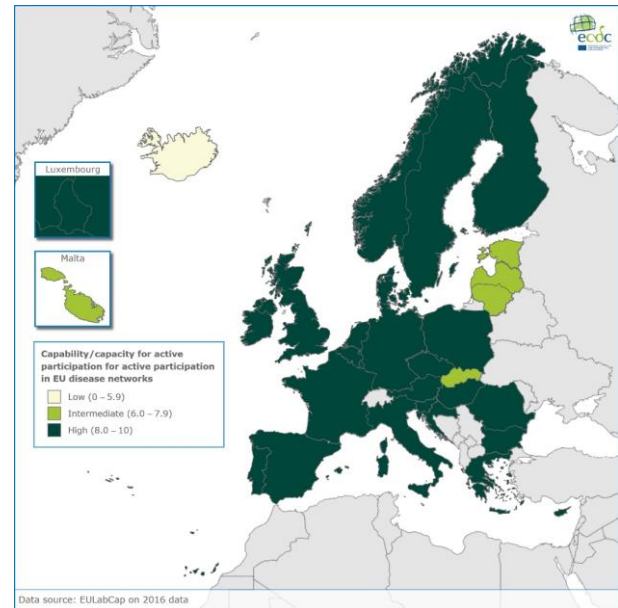 ecdc
Luxembourg
Malta
Capability/capacity for active
participation for active participation
in EU disease networks
Low (0 – 5.9)
Intermediate (6.0 – 7.9)
High (8.0 – 10)
Data source: EULabCap on 2016 data